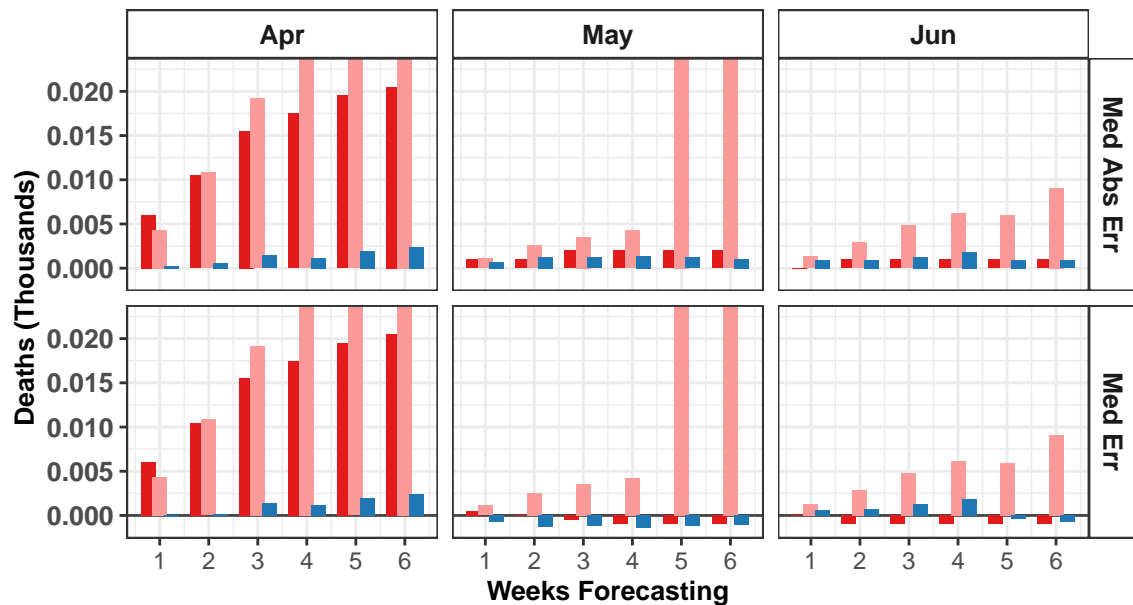 Apr May Jun
0.020
0.015
0.010
0.005
0.000
Med Abs Err
0.020
0.015
0.010
0.005
0.000
Med Err
Deaths (Thousands)
1 2 3 4 5 6 1 2 3 4 5 6 1 2 3 4 5 6
Weeks Forecasting